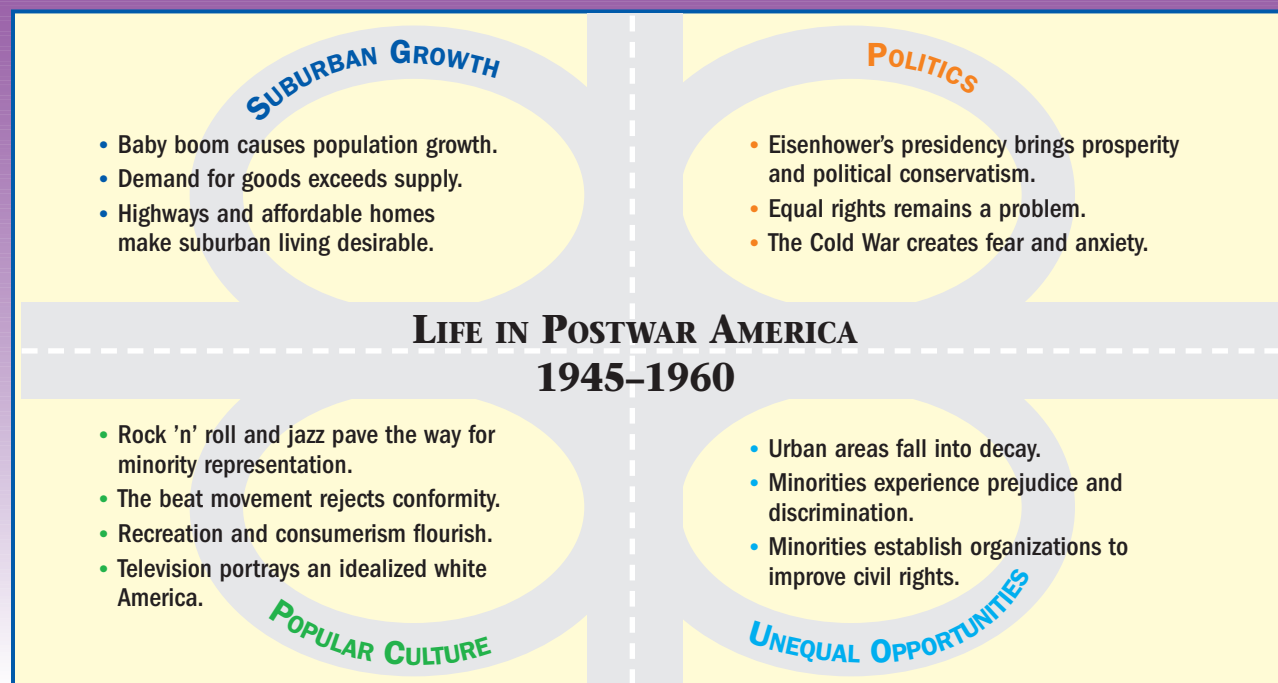 SUBURBAN GROWTH
• Baby boom causes population growth.
• Demand for goods exceeds supply.
• Highways and affordable homes
make suburban living desirable.
POLITICS
• Eisenhower's presidency brings prosperity
and political conservatism.
• Equal rights remains a problem.
• The Cold War creates fear and anxiety.
LIFE IN POSTWAR AMERICA
1945–1960
• Rock 'n' roll and jazz pave the way for
minority representation.
• The beat movement rejects conformity.
• Recreation and consumerism flourish.
• Television portrays an idealized white
America.
POPULAR CULTURE
• Urban areas fall into decay.
• Minorities experience prejudice and
discrimination.
• Minorities establish organizations to
improve civil rights.
UNEQUAL OPPORTUNITIES